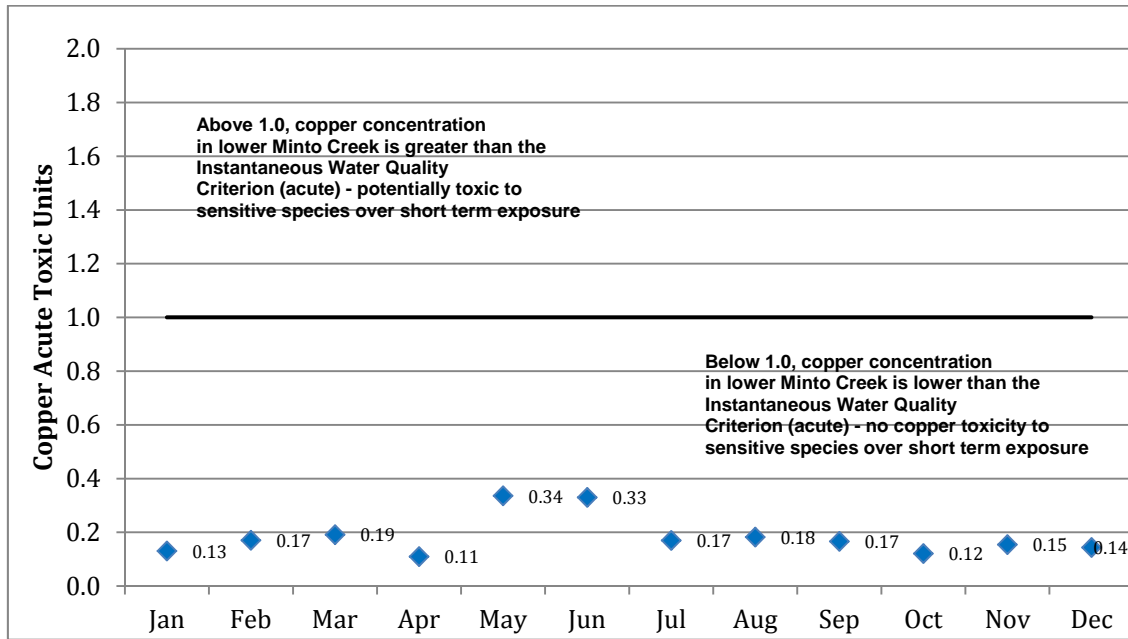 2.0
1.8
1.6
1.4
1.2
1.0
0.8
0.6
0.4
0.2
0.0
Copper Acute Toxic Units
Above 1.0, copper concentration
in lower Minto Creek is greater than the
Instantaneous Water Quality
Criterion (acute) - potentially toxic to
sensitive species over short term exposure
Below 1.0, copper concentration
in lower Minto Creek is lower than the
Instantaneous Water Quality
Criterion (acute) - no copper toxicity to
sensitive species over short term exposure
0.13 0.17 0.19 0.11 0.34 0.33 0.17 0.18 0.17 0.12 0.15 0.14
Jan Feb Mar Apr May Jun Jul Aug Sep Oct Nov Dec